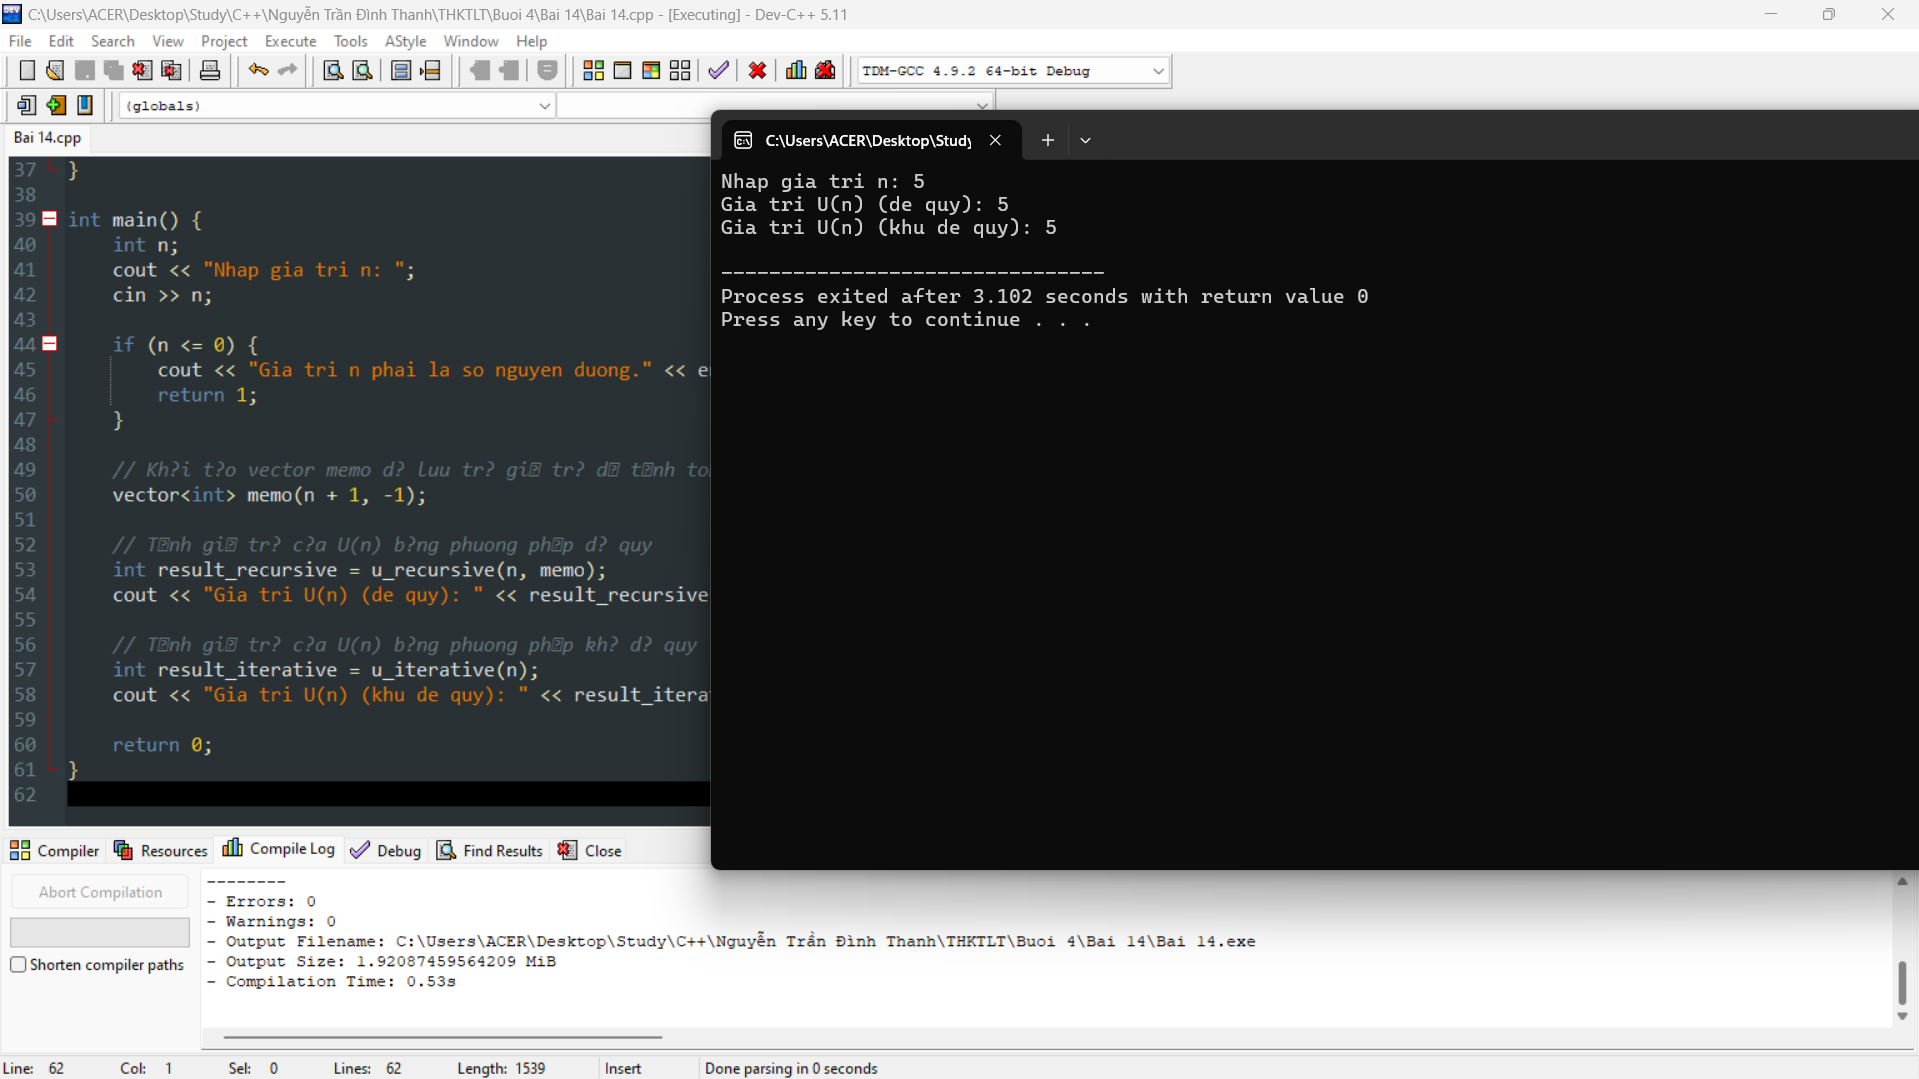 C:\Users\ACER\Desktop\Study\C++\Nguyễn Trần Đình Thanh\THKTLT\Buoi 4\Bai 14\Bai 14.cpp - [Executing] - Dev-C++ 5.11
File Edit Search View Project Execute Tools AStyle Window Help
TDM-GCC 4.9.2 64-bit Debug
(globals)
Bai 14.cpp
37 }
38
39 int main() {
40 int n;
41 cout << "Nhap gia tri n: ";
42 cin >> n;
43
44 if (n <= 0) {
45 cout << "Gia tri n phai la so nguyen duong." << e
46 return 1;
47 }
48
49 // Kh?i t?o vector memo d? luu tr? gi? tr? d? t?nh to
50 vector<int> memo(n + 1, -1);
51
52 // T?nh gi? tr? c?a U(n) b?ng phuong ph?p d? quy
53 int result_recursive = u_recursive(n, memo);
54 cout << "Gia tri U(n) (de quy): " << result_recursive
55
56 // T?nh gi? tr? c?a U(n) b?ng phuong ph?p kh? d? quy
57 int result_iterative = u_iterative(n);
58 cout << "Gia tri U(n) (khu de quy): " << result_itera
59
60 return 0;
61 }
62
C:\Users\ACER\Desktop\Study
Nhap gia tri n: 5
Gia tri U(n) (de quy): 5
Gia tri U(n) (khu de quy): 5
--------------------------------
Process exited after 3.102 seconds with return value 0
Press any key to continue . . .
Compiler Resources Compile Log Debug Find Results Close
Abort Compilation
Shorten compiler paths
--------
- Errors: 0
- Warnings: 0
- Output Filename: C:\Users\ACER\Desktop\Study\C++\Nguyễn Trần Đình Thanh\THKTLT\Buoi 4\Bai 14\Bai 14.exe
- Output Size: 1.92087459564209 MiB
- Compilation Time: 0.53s
Line: 62 Col: 1 Sel: 0 Lines: 62 Length: 1539 Insert Done parsing in 0 seconds